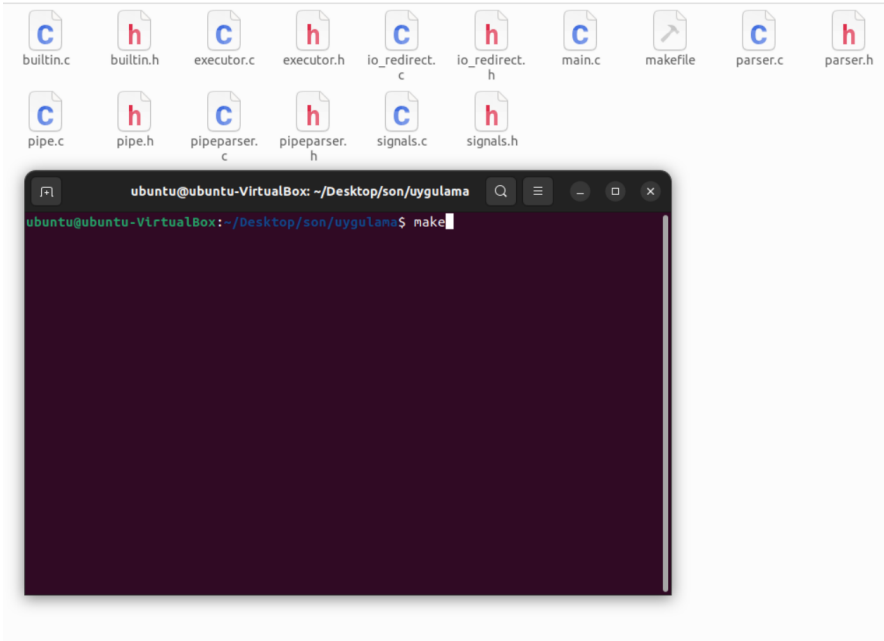 builtin.c builtin.h executor.c executor.h io_redirect.c io_redirect.h main.c makefile parser.c parser.h
pipe.c pipe.h pipeparser.c pipeparser.h signals.c signals.h
ubuntu@ubuntu-VirtualBox: ~/Desktop/son/uygulama
ubuntu@ubuntu-VirtualBox:~/Desktop/son/uygulama$ make